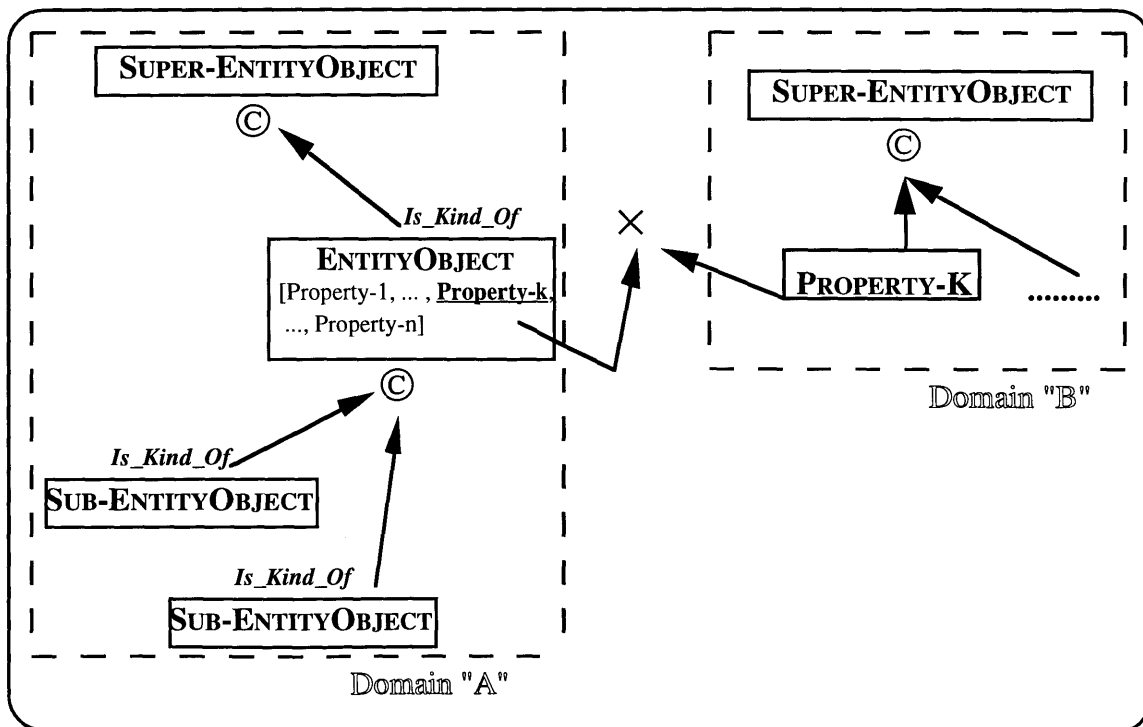 SUPER-ENTITYOBJECT
©
Is_Kind_Of
ENTITYOBJECT
[Property-1, ... , Property-k,
..., Property-n]
©
Is_Kind_Of
SUB-ENTITYOBJECT
Is_Kind_Of
SUB-ENTITYOBJECT
Domain "A"
×
SUPER-ENTITYOBJECT
©
PROPERTY-K
.........
Domain "B"